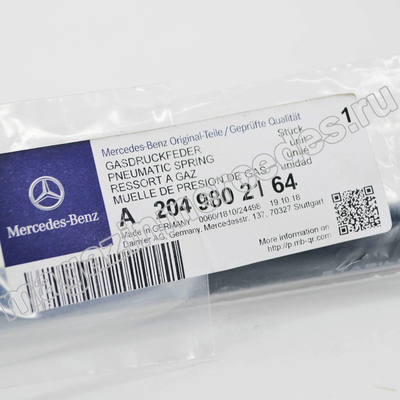 Mercedes-Benz Original-Teile / Geprüfte Qualität
GASDRUCKFEDER
PNEUMATIC SPRING
RESSORT A GAZ
MUELLE DE PRESION DE GAS
Stück
unit
unité
unidad
1
A 204 980 21 64
Made in GERMANY 0060/1810/24498 19.10.18
Daimler AG, Germany, Mercedesstr. 137, 70327 Stuttgart
More information on
http://p.mb-qr.com
Mercedes-Benz